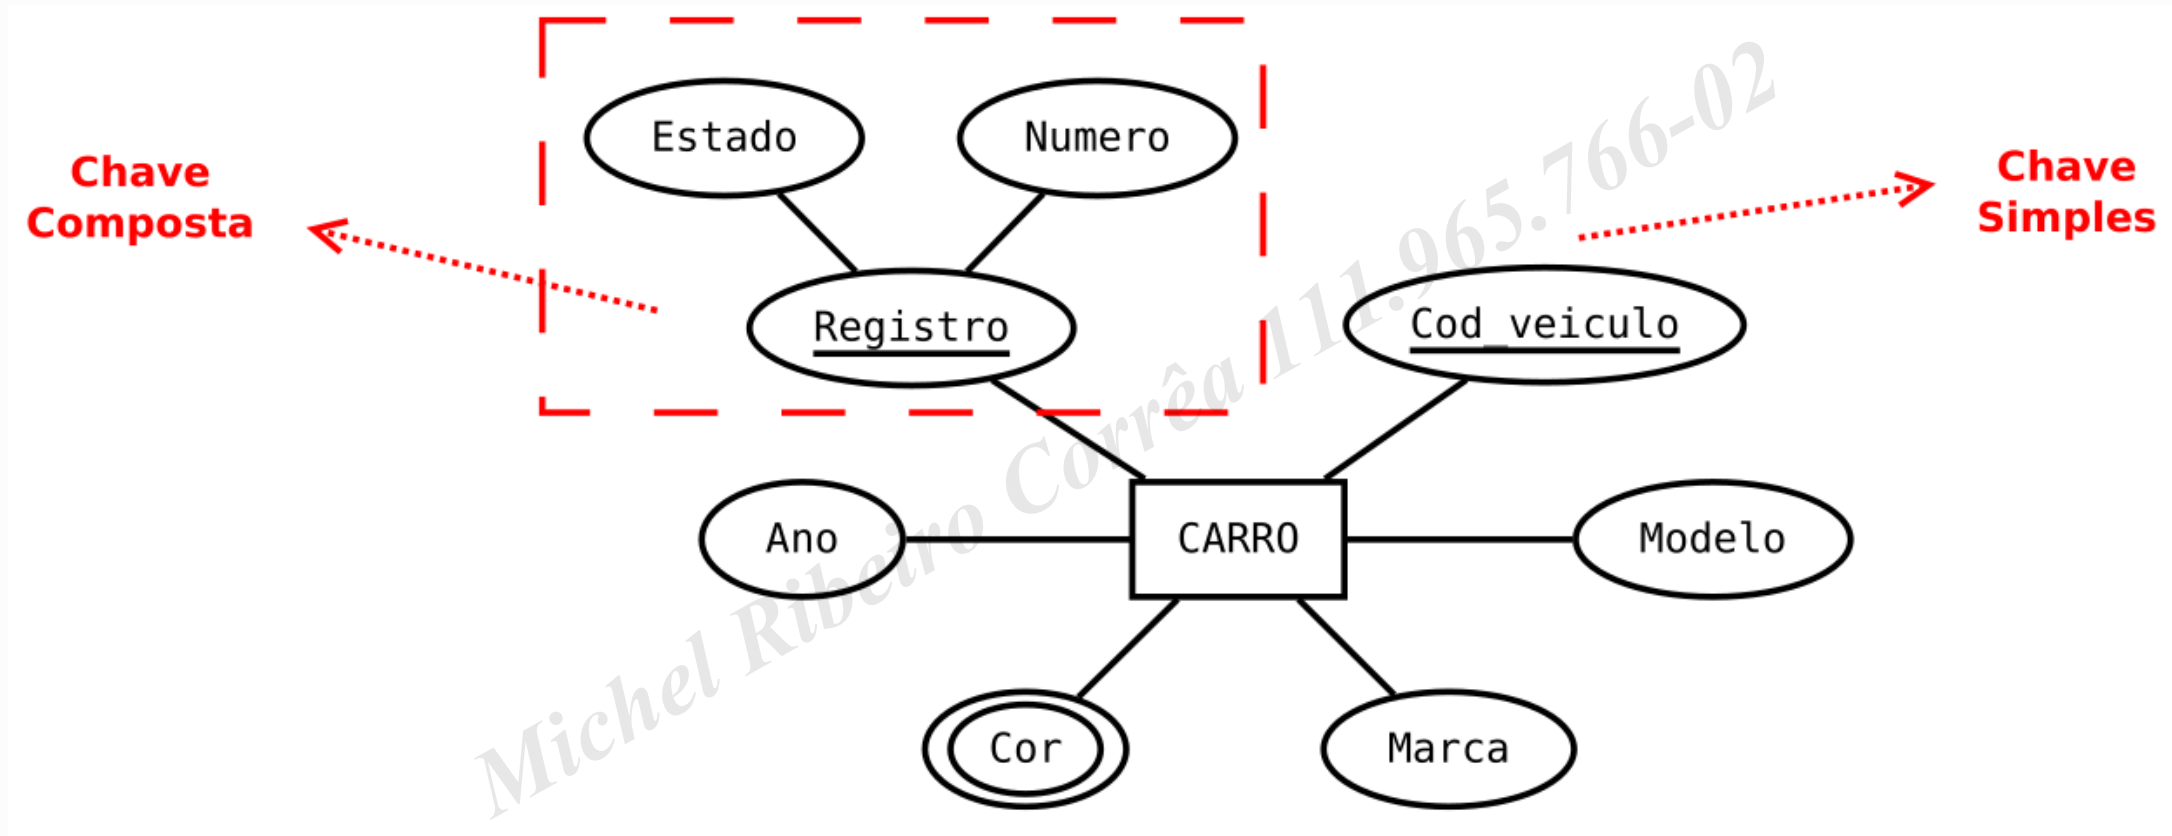 Estado
Numero
Chave
Composta
Chave
Simples
Registro
Cod_veiculo
Ano
CARRO
Modelo
Cor
Marca
Michel Ribeiro Corrêa 111.965.766-02